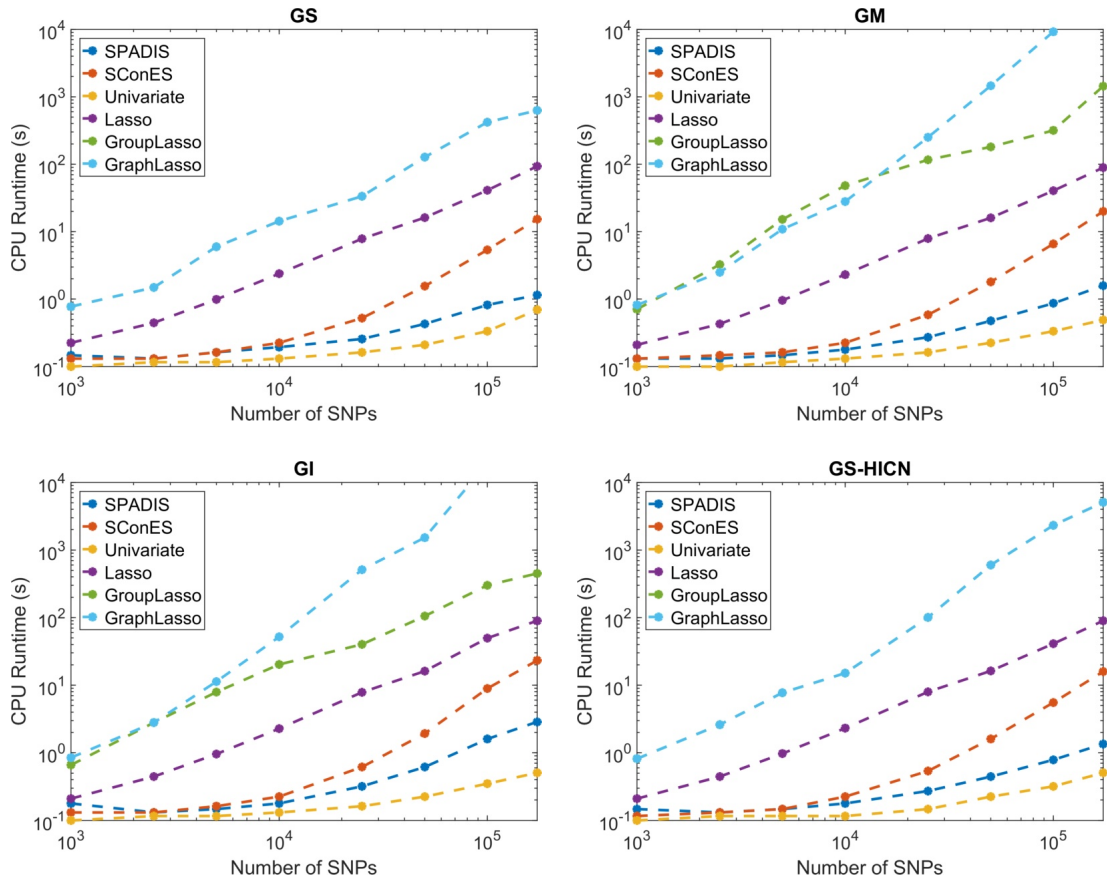 GS
CPU Runtime (s)
10^4
10^3
10^2
10^1
10^0
10^-1
SPADIS
SConES
Univariate
Lasso
GroupLasso
GraphLasso
10^3
10^4
10^5
Number of SNPs
GM
CPU Runtime (s)
10^4
10^3
10^2
10^1
10^0
10^-1
SPADIS
SConES
Univariate
Lasso
GroupLasso
GraphLasso
10^3
10^4
10^5
Number of SNPs
GI
CPU Runtime (s)
10^4
10^3
10^2
10^1
10^0
10^-1
SPADIS
SConES
Univariate
Lasso
GroupLasso
GraphLasso
10^3
10^4
10^5
Number of SNPs
GS-HICN
CPU Runtime (s)
10^4
10^3
10^2
10^1
10^0
10^-1
SPADIS
SConES
Univariate
Lasso
GroupLasso
GraphLasso
10^3
10^4
10^5
Number of SNPs